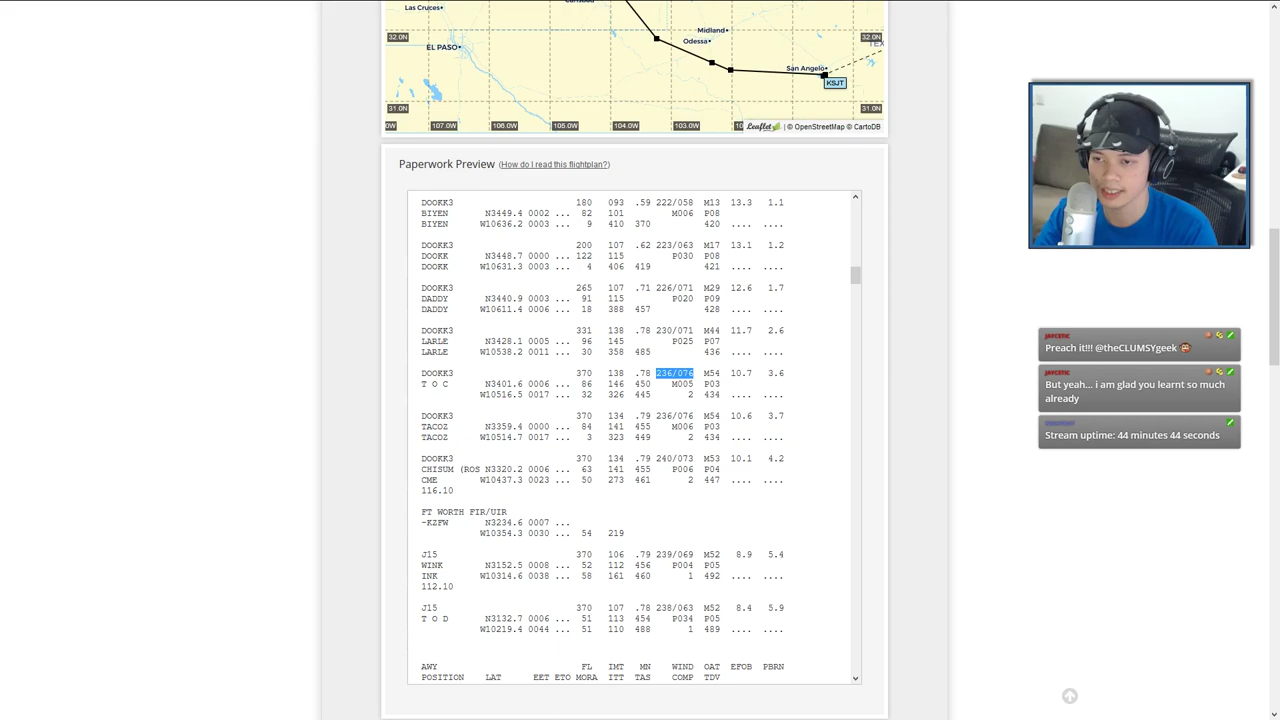 Las Cruces
Carlsbad
32.0N
Midland
Odessa
32.0N
EL PASO
San Angelo
KSJT
31.0N
31.0N
0W 107.0W 106.0W 105.0W 104.0W 103.0W 10
Leaflet | © OpenStreetMap © CartoDB
Paperwork Preview (How do I read this flightplan?)
DOOKK3 180 093 .59 222/058 M13 13.3 1.1
BIYEN N3449.4 0002 ... 82 101 M006 P08
BIYEN W10636.2 0003 ... 9 410 370 420 .... ....
DOOKK3 200 107 .62 223/063 M17 13.1 1.2
DOOKK N3448.7 0000 ... 122 115 P030 P08
DOOKK W10631.3 0003 ... 4 406 419 421 .... ....
DOOKK3 265 107 .71 226/071 M29 12.6 1.7
DADDY N3440.9 0003 ... 91 115 P020 P09
DADDY W10611.4 0006 ... 18 388 457 428 .... ....
DOOKK3 331 138 .78 230/071 M44 11.7 2.6
LARLE N3428.1 0005 ... 96 145 P025 P07
LARLE W10538.2 0011 ... 30 358 485 436 .... ....
DOOKK3 370 138 .78 236/076 M54 10.7 3.6
T O C N3401.6 0006 ... 86 146 450 M005 P03
W10516.5 0017 ... 32 326 445 2 434 .... ....
DOOKK3 370 134 .79 236/076 M54 10.6 3.7
TACOZ N3359.4 0000 ... 84 141 455 M006 P03
TACOZ W10514.7 0017 ... 3 323 449 2 434 .... ....
DOOKK3 370 134 .79 240/073 M53 10.1 4.2
CHISUM (ROS N3320.2 0006 ... 63 141 455 P006 P04
CME W10437.3 0023 ... 50 273 461 2 447 .... ....
116.10
FT WORTH FIR/UIR
-KZFW N3234.6 0007 ...
W10354.3 0030 ... 54 219
J15 370 106 .79 239/069 M52 8.9 5.4
WINK N3152.5 0008 ... 52 112 456 P004 P05
INK W10314.6 0038 ... 58 161 460 1 492 .... ....
112.10
J15 370 107 .78 238/063 M52 8.4 5.9
T O D N3132.7 0006 ... 51 113 454 P034 P05
W10219.4 0044 ... 51 110 488 1 489 .... ....
AWY FL IMT MN WIND OAT EFOB PBRN
POSITION LAT EET ETO MORA ITT TAS COMP TDV
Preach it!!! @theCLUMSYgeek
But yeah... i am glad you learnt so much
already
Stream uptime: 44 minutes 44 seconds